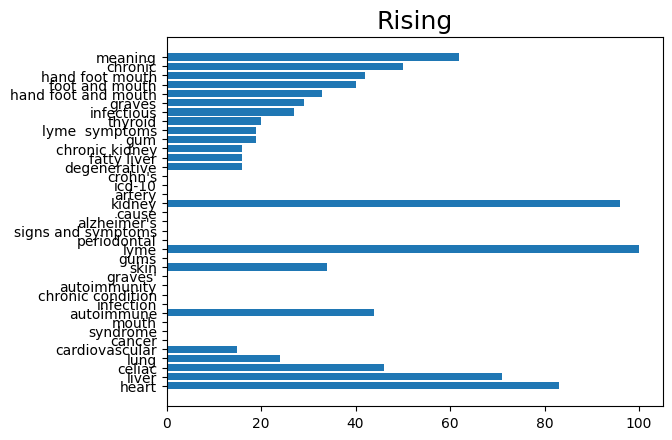 Rising
meaning
chronic
hand foot mouth
foot and mouth
hand foot and mouth
graves
infectious
thyroid
lyme  symptoms
gum
chronic kidney
fatty liver
degenerative
crohn's
icd-10
artery
kidney
cause
alzheimer's
signs and symptoms
periodontal
lyme
gums
skin
graves'
autoimmunity
chronic condition
infection
autoimmune
mouth
syndrome
cancer
cardiovascular
lung
celiac
liver
heart
0 20 40 60 80 100